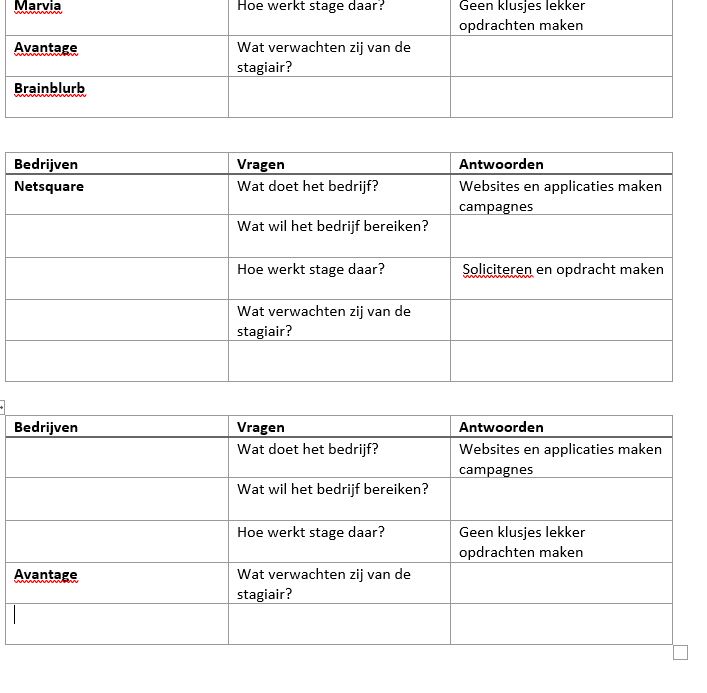 Marvia Hoe werkt stage daar? Geen klusjes lekker
opdrachten maken
Avantage Wat verwachten zij van de
stagiair?
Brainblurb
Bedrijven Vragen Antwoorden
Netsquare Wat doet het bedrijf? Websites en applicaties maken
campagnes
Wat wil het bedrijf bereiken?
Hoe werkt stage daar? Soliciteren en opdracht maken
Wat verwachten zij van de
stagiair?
Bedrijven Vragen Antwoorden
Wat doet het bedrijf? Websites en applicaties maken
campagnes
Wat wil het bedrijf bereiken?
Hoe werkt stage daar? Geen klusjes lekker
opdrachten maken
Avantage Wat verwachten zij van de
stagiair?